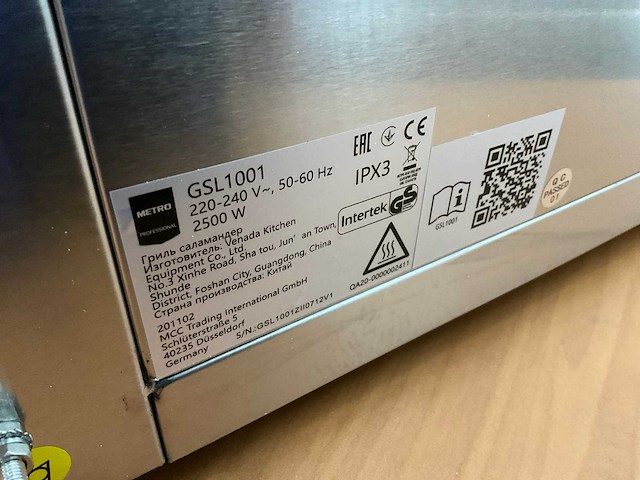 METRO
PROFESSIONAL
GSL1001
220-240 V~, 50-60 Hz
2500 W
IPX3
EAC
CE
Intertek
GS
Гриль саламандер
Изготовитель: Venada Kitchen
Equipment Co., Ltd.
No.3 Xinhe Road, Sha tou, Jun’ an Town,
Shunde
District, Foshan City, Guangdong, China
Страна производства: Китай
201102
MCC Trading International GmbH
Schlüterstraße 5
40235 Düsseldorf
Germany
S/N.:GSL1001ZII0712V1
QA20-0000002411
GSL1001
Q.C
PASSED
01